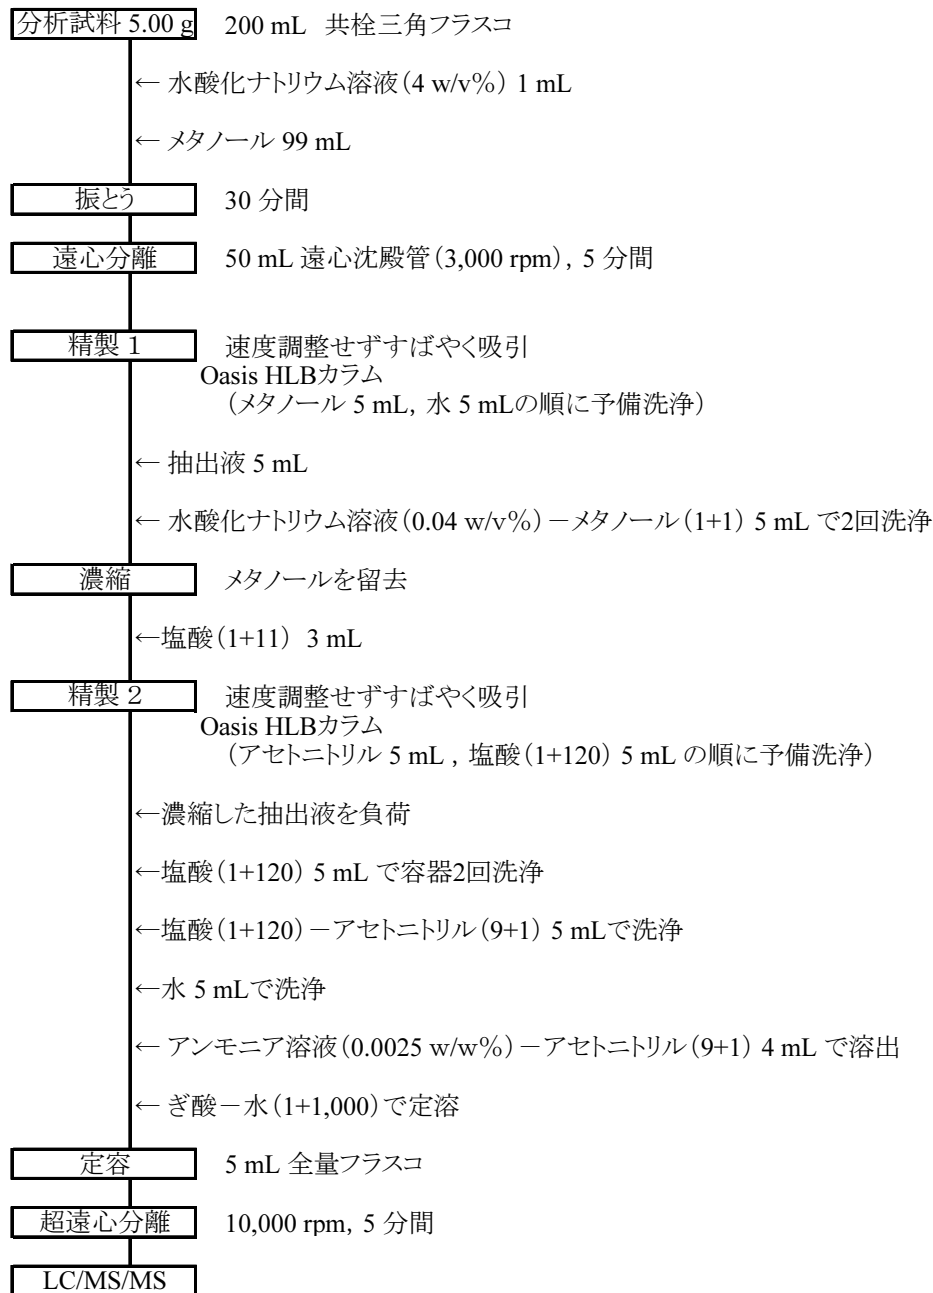 分析試料 5.00 g 200 mL 共栓三角フラスコ
← 水酸化ナトリウム溶液(4 w/v%) 1 mL
← メタノール 99 mL
振とう 30 分間
遠心分離 50 mL 遠心沈殿管(3,000 rpm), 5 分間
精製 1 速度調整せずすばやく吸引
Oasis HLBカラム
(メタノール 5 mL, 水 5 mLの順に予備洗浄)
← 抽出液 5 mL
← 水酸化ナトリウム溶液(0.04 w/v%)-メタノール(1+1) 5 mL で2回洗浄
濃縮 メタノールを留去
←塩酸(1+11) 3 mL
精製 2 速度調整せずすばやく吸引
Oasis HLBカラム
(アセトニトリル 5 mL , 塩酸(1+120) 5 mL の順に予備洗浄)
←濃縮した抽出液を負荷
←塩酸(1+120) 5 mL で容器2回洗浄
←塩酸(1+120)-アセトニトリル(9+1) 5 mLで洗浄
←水 5 mLで洗浄
← アンモニア溶液(0.0025 w/w%)-アセトニトリル(9+1) 4 mL で溶出
← ぎ酸-水(1+1,000)で定溶
定容 5 mL 全量フラスコ
超遠心分離 10,000 rpm, 5 分間
LC/MS/MS